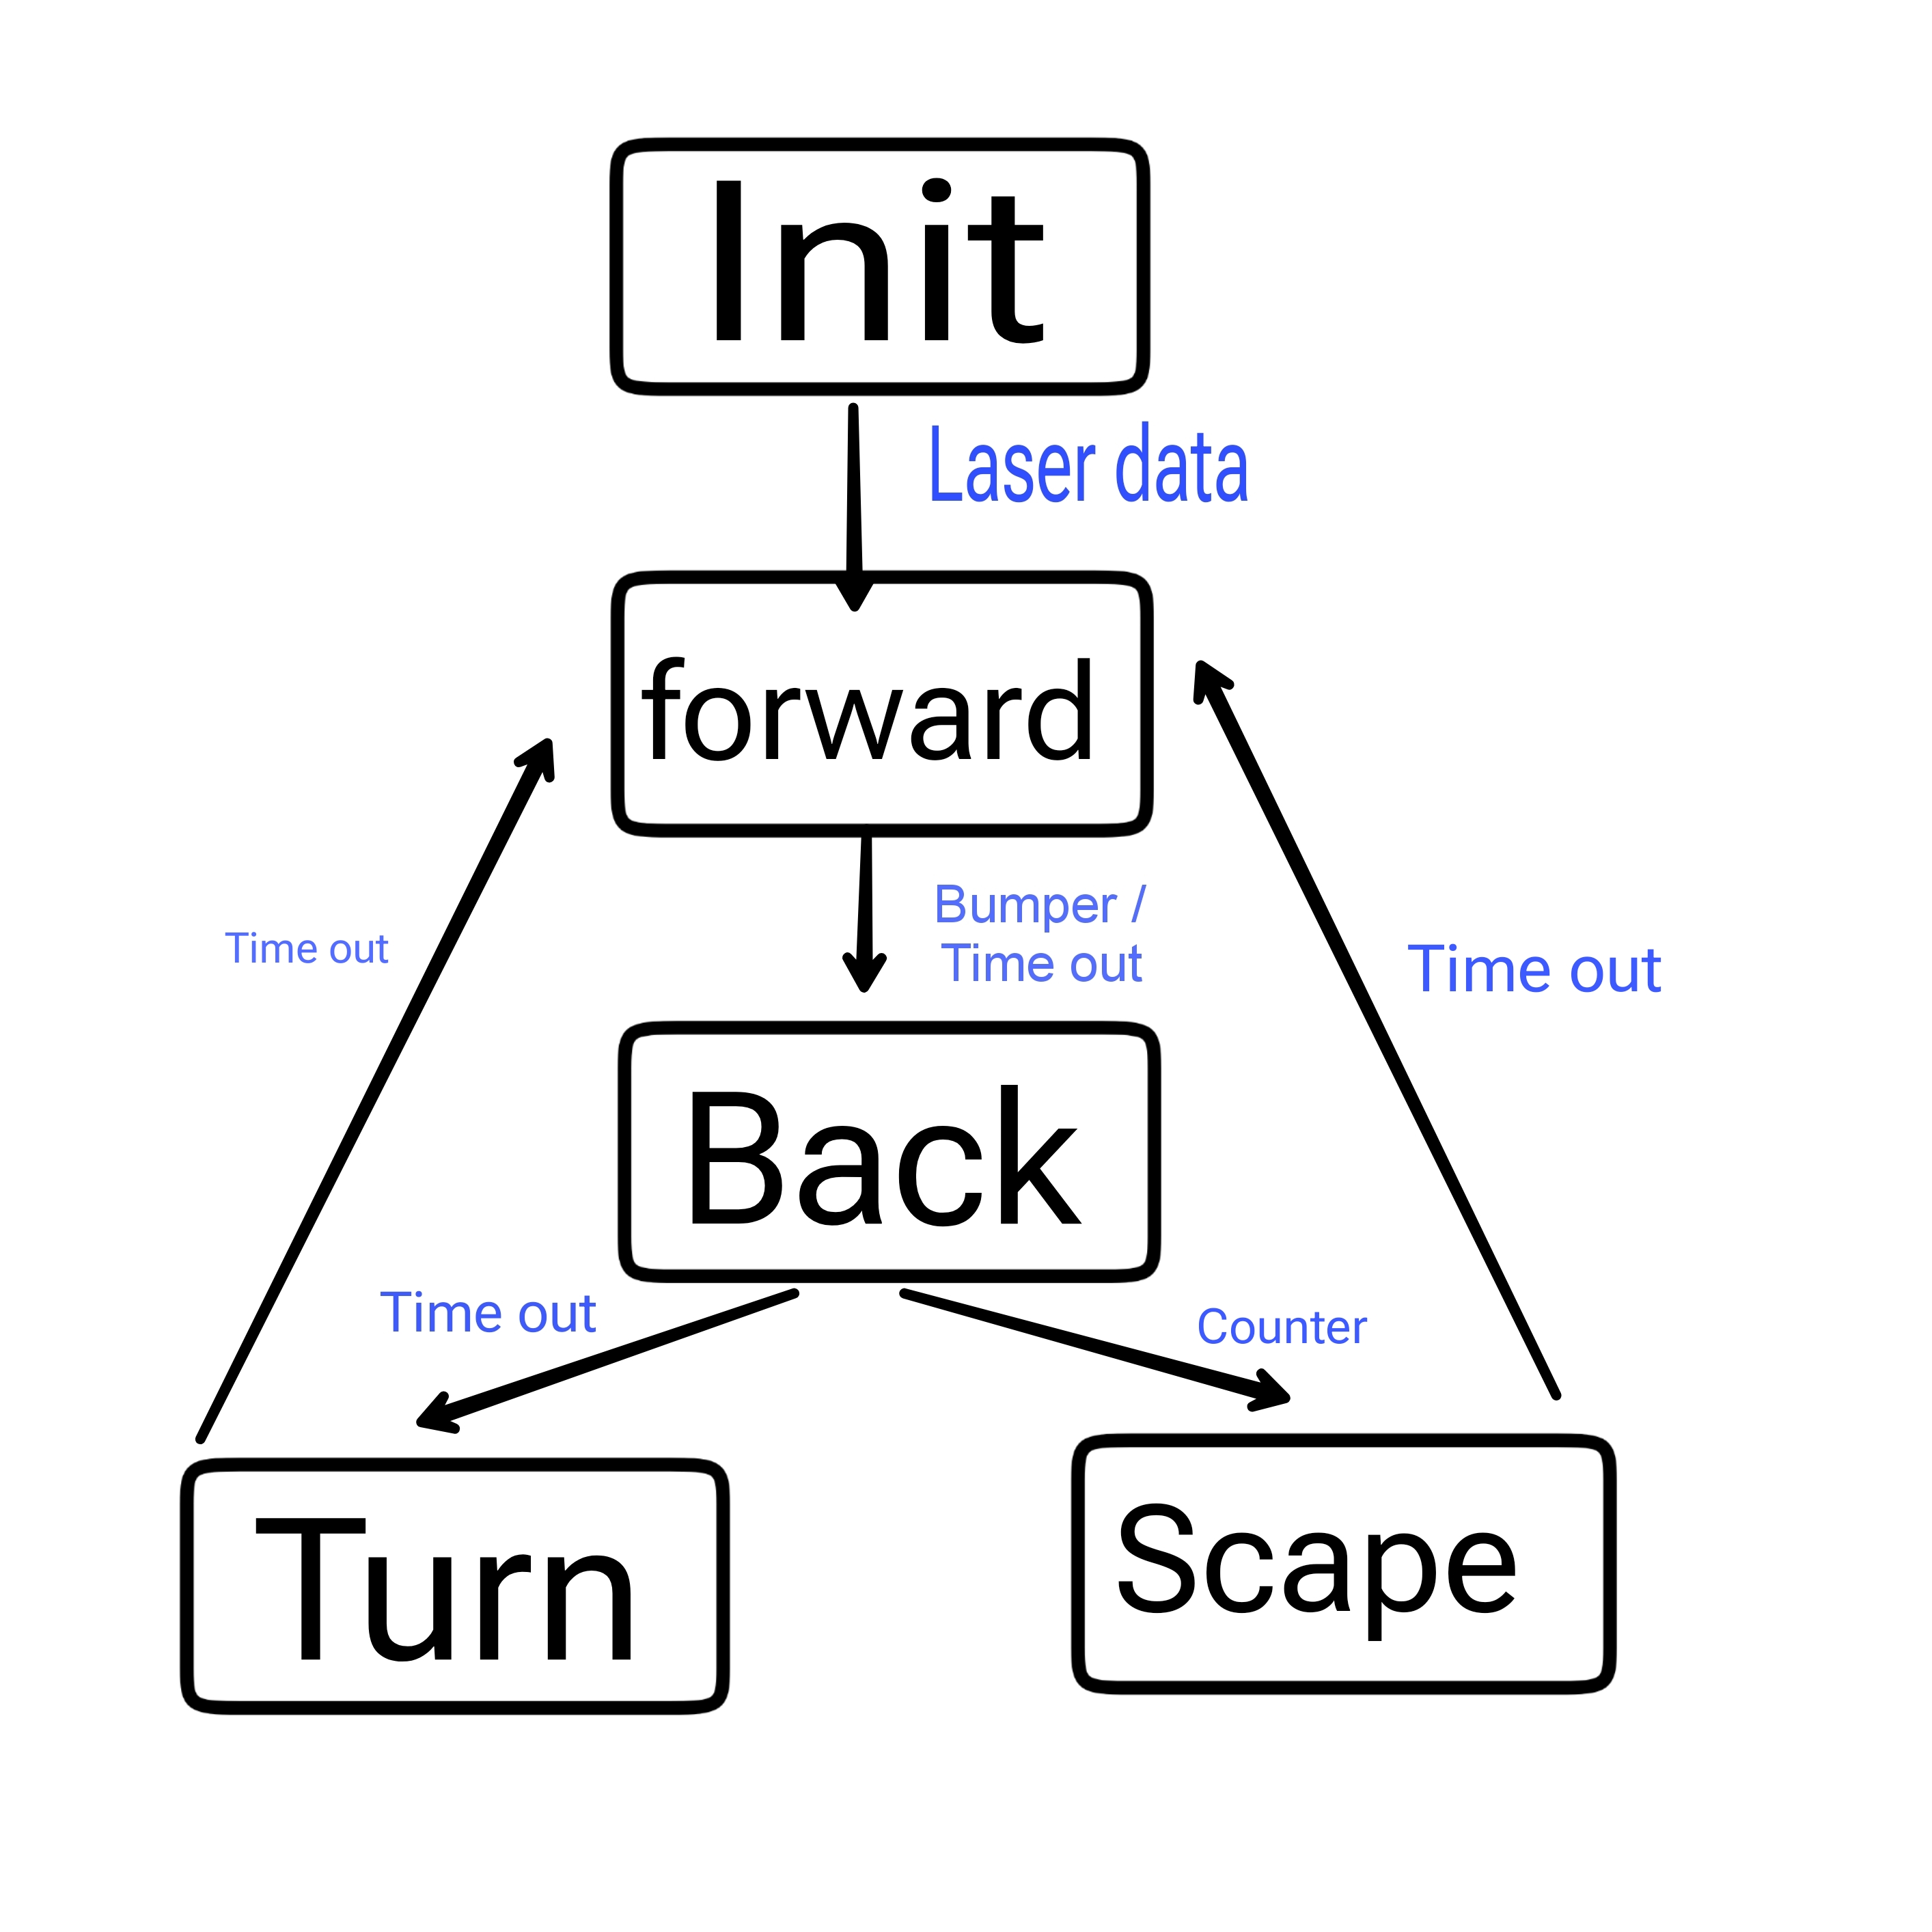 Init
Laser data
forward
Bumper /
Time out
Time out
Time out
Back
Time out
Counter
Turn
Scape